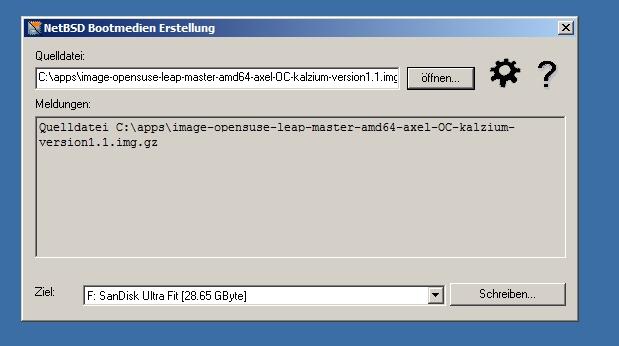 NetBSD Bootmedien Erstellung
Quelldatei:
C:\apps\image-opensuse-leap-master-amd64-axel-OC-kalzium-version1.1.img
öffnen...
?
Meldungen:
Quelldatei C:\apps\image-opensuse-leap-master-amd64-axel-OC-kalzium-
version1.1.img.gz
Ziel:
F: SanDisk Ultra Fit [28.65 GByte]
Schreiben...